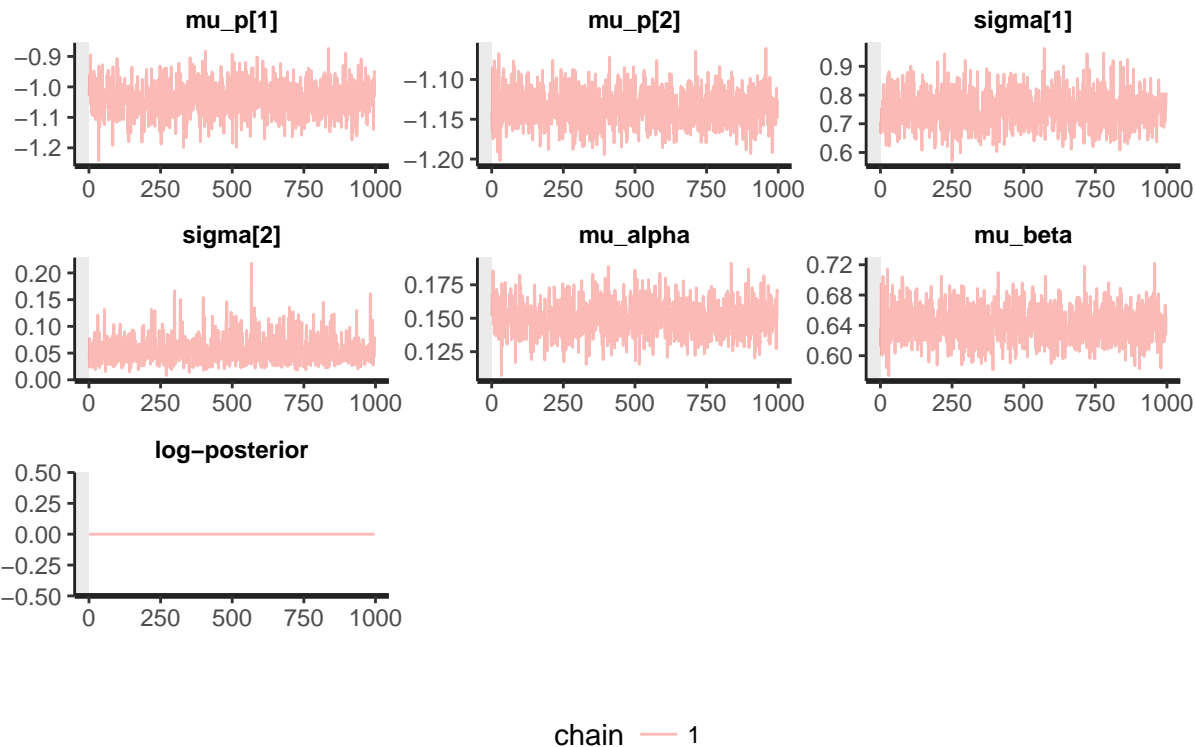 mu_p[1] mu_p[2] sigma[1]
−0.9
−1.0
−1.1
−1.2
0 250 500 750 1000
−1.10
−1.15
−1.20
0 250 500 750 1000
0.9
0.8
0.7
0.6
0 250 500 750 1000
sigma[2] mu_alpha mu_beta
0.20
0.15
0.10
0.05
0.00
0 250 500 750 1000
0.175
0.150
0.125
0 250 500 750 1000
0.72
0.68
0.64
0.60
0 250 500 750 1000
log−posterior
0.50
0.25
0.00
−0.25
−0.50
0 250 500 750 1000
chain 1